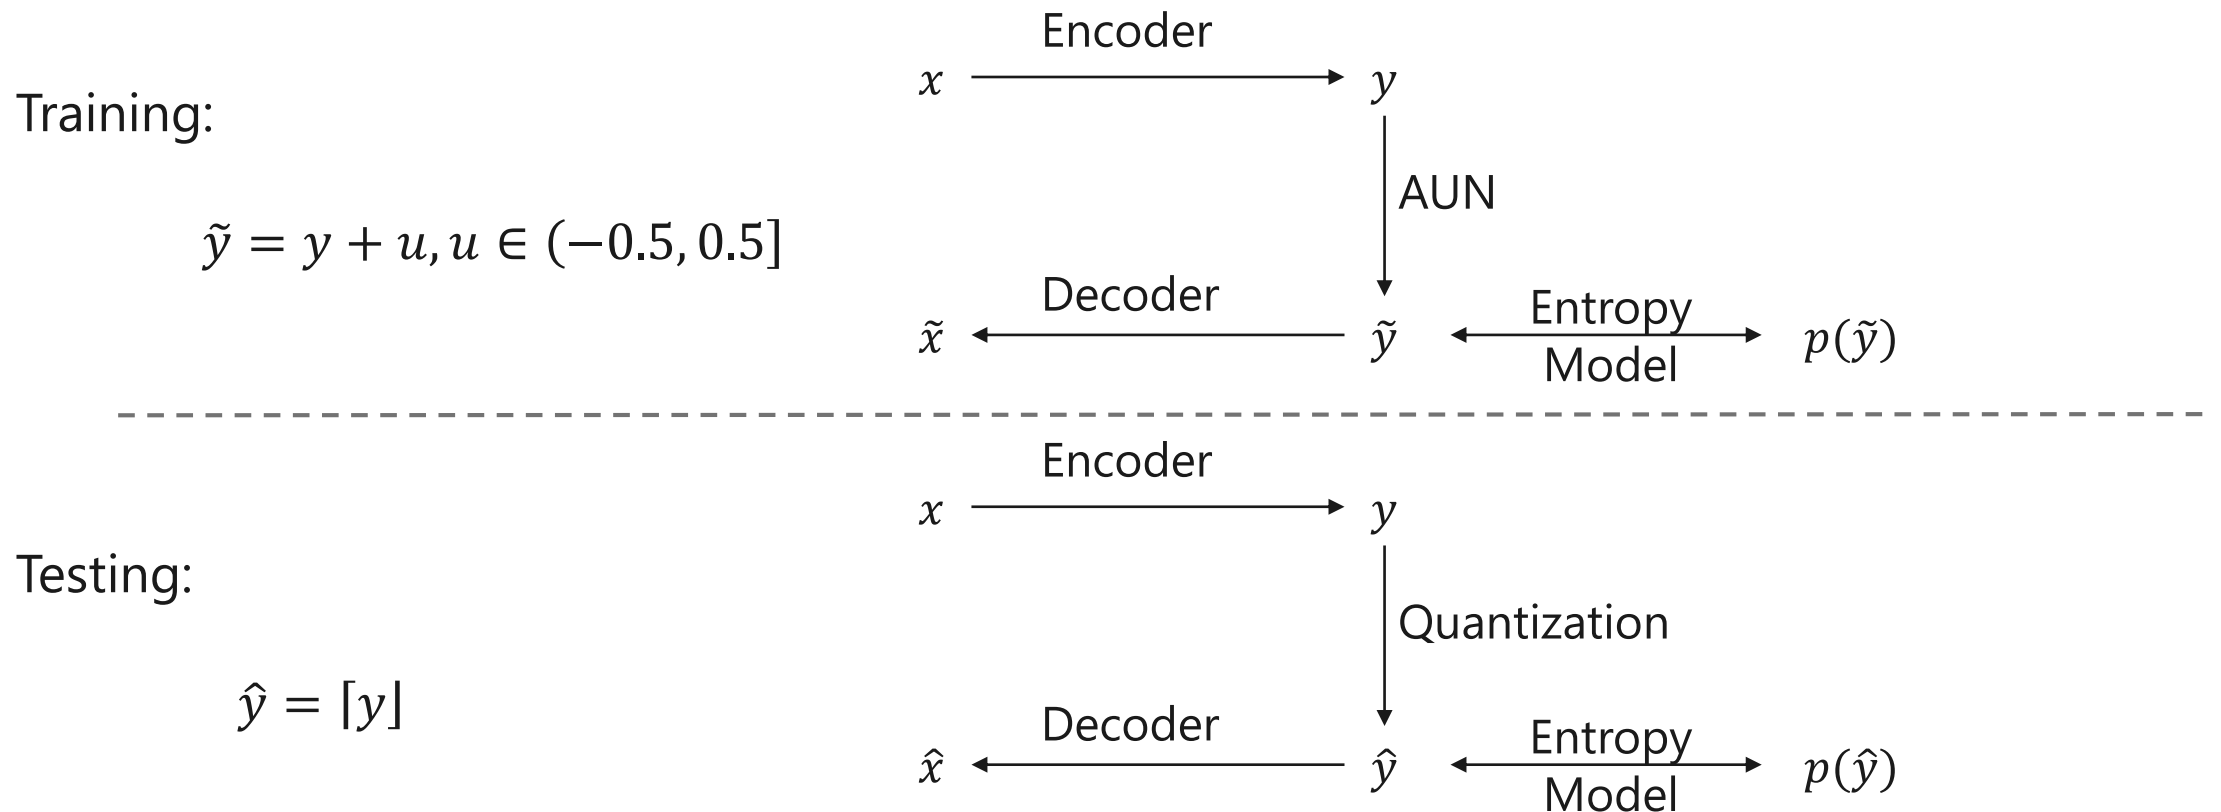 Encoder
x
y
Training:
AUN
ỹ = y + u, u ∈ (−0.5, 0.5]
Decoder
Entropy
x̃
ỹ
p(ỹ)
Model
Encoder
x
y
Testing:
Quantization
ŷ = ⌈y⌋
Decoder
Entropy
x̂
ŷ
p(ŷ)
Model